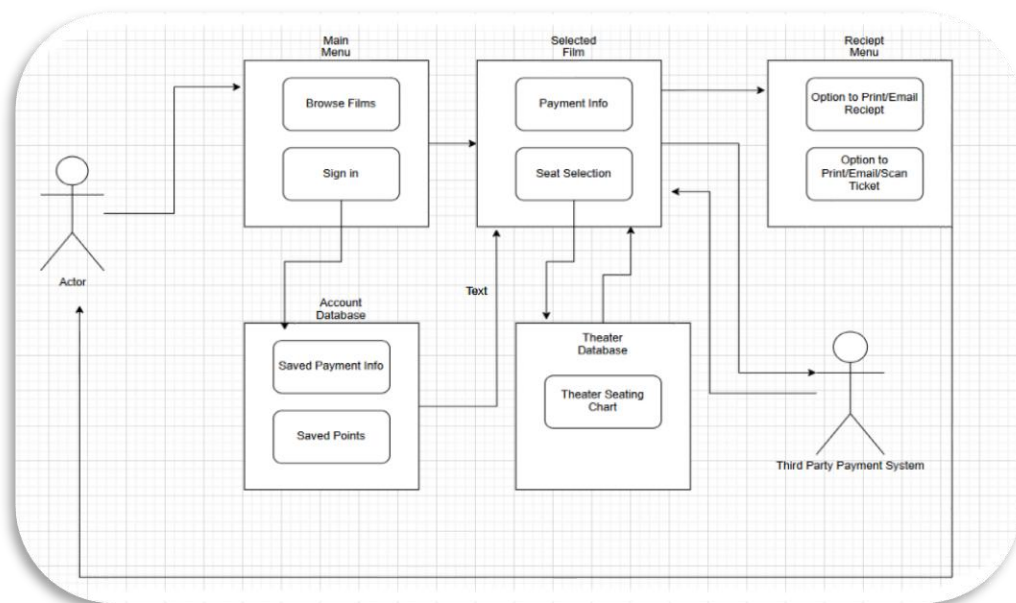 Main
Menu
Browse Films
Sign in
Selected
Film
Payment Info
Seat Selection
Reciept
Menu
Option to Print/Email
Reciept
Option to
Print/Email/Scan
Ticket
Actor
Account
Database
Saved Payment Info
Saved Points
Text
Theater
Database
Theater Seating
Chart
Third Party Payment System